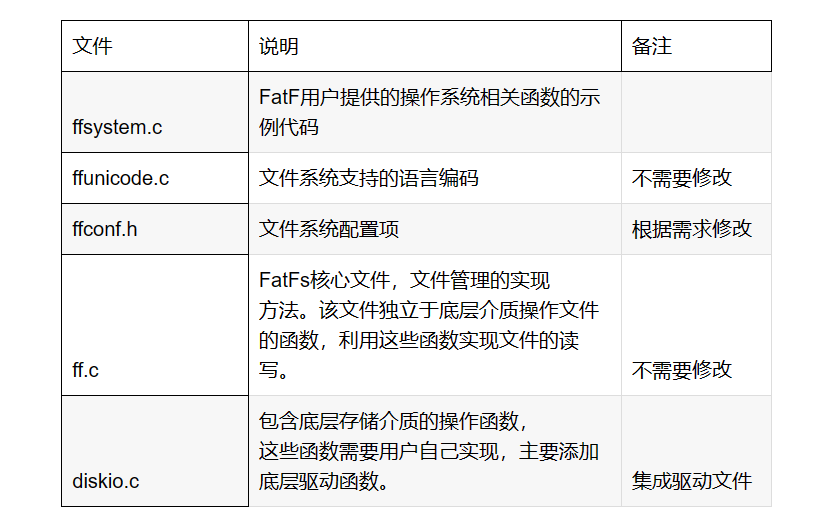 文件 说明 备注
FatF用户提供的操作系统相关函数的示
例代码
ffsystem.c
ffunicode.c 文件系统支持的语言编码 不需要修改
ffconf.h 文件系统配置项 根据需求修改
FatFs核心文件，文件管理的实现
方法。该文件独立于底层介质操作文件
的函数，利用这些函数实现文件的读
写。
ff.c 不需要修改
包含底层存储介质的操作函数，
这些函数需要用户自己实现，主要添加
底层驱动函数。
diskio.c 集成驱动文件